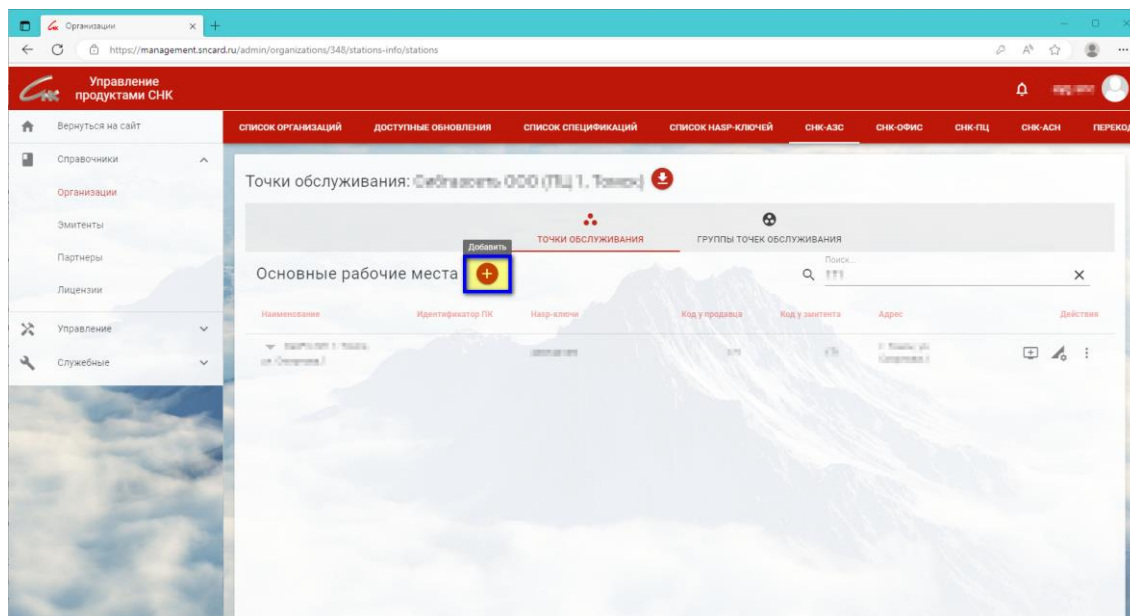 Организации
https://management.sncard.ru/admin/organizations/348/stations-info/stations
Снк
Управление
продуктами СНК
Вернуться на сайт
СПИСОК ОРГАНИЗАЦИЙ ДОСТУПНЫЕ ОБНОВЛЕНИЯ СПИСОК СПЕЦИФИКАЦИЙ СПИСОК HASP-КЛЮЧЕЙ СНК-АЗС СНК-ОФИС СНК-ПЦ СНК-АСН ПЕРЕКОД
Справочники
Организации
Эмитенты
Партнеры
Лицензии
Управление
Служебные
Точки обслуживания:
ТОЧКИ ОБСЛУЖИВАНИЯ ГРУППЫ ТОЧЕК ОБСЛУЖИВАНИЯ
Добавить
Основные рабочие места
Поиск...
Наименование Идентификатор ПК Hasp-ключи Код у продавца Код у эмитента Адрес Действия